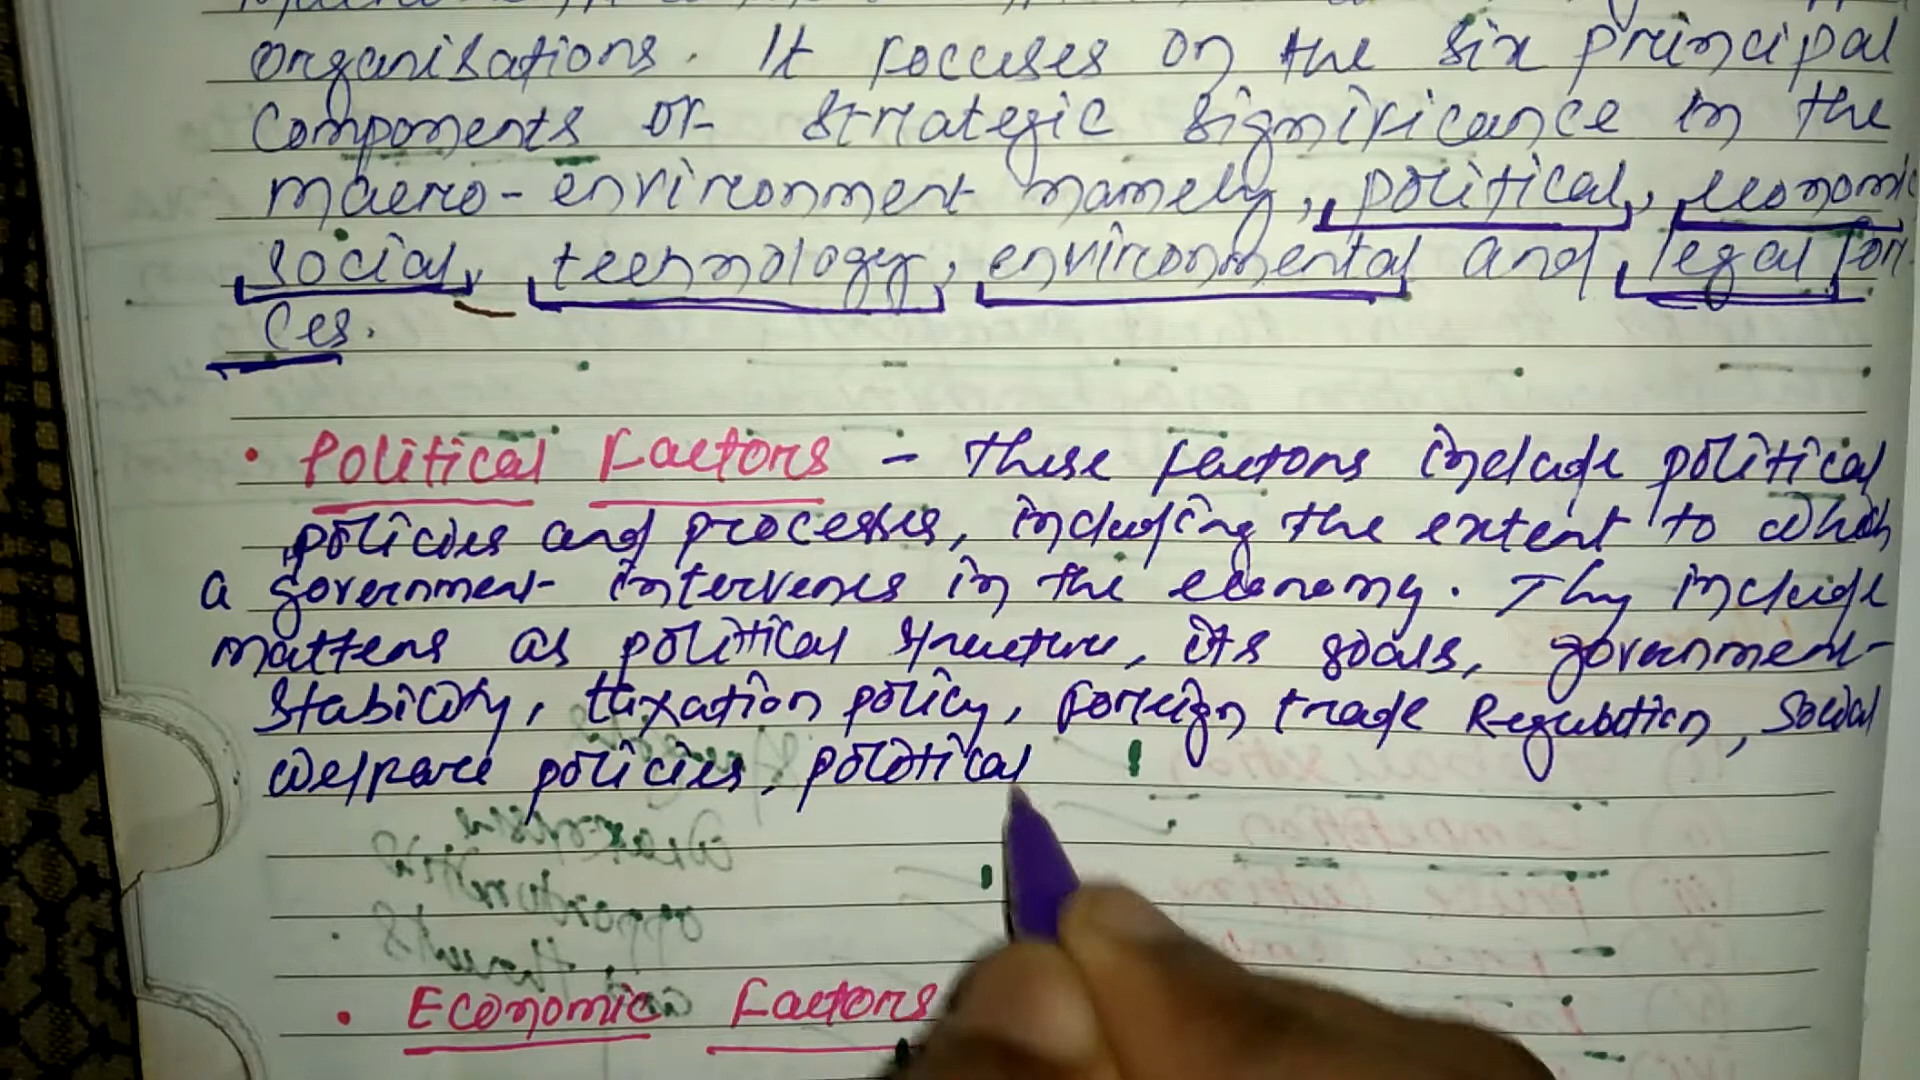 organisations. It focuses on the six principal
components of strategic significance in the
macro-environment namely, political, economic
social, technology, environmental and legal for
ces.
• Political Factors - These factors include political
policies and processes, including the extent to which
a government intervenes in the economy. They include
matters as political structure, its goals, government
stability, taxation policy, foreign trade Regulation, social
welfare policies, political
• Economic Factors